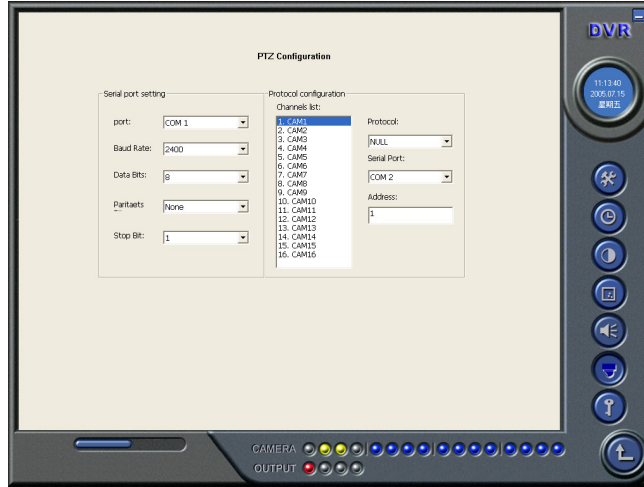 DVR
PTZ Configuration
11:13:40
2005.07.15
星期五
Serial port setting
port:
COM 1
Baud Rate:
2400
Data Bits:
8
Paritaets
None
Stop Bit:
1
Protocol configuration
Channels list:
1. CAM1
2. CAM2
3. CAM3
4. CAM4
5. CAM5
6. CAM6
7. CAM7
8. CAM8
9. CAM9
10. CAM10
11. CAM11
12. CAM12
13. CAM13
14. CAM14
15. CAM15
16. CAM16
Protocol:
NULL
Serial Port:
COM 2
Address:
1
CAMERA
OUTPUT